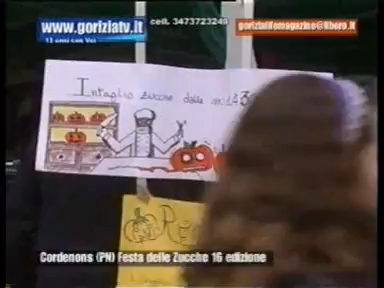 www.goriziatv.it
cell. 3473723249
gorizialifemagazine@libero.it
13 anni con Voi
Intaglio zucche dalle
Cordenons (PN) Festa delle Zucche 16 edizione